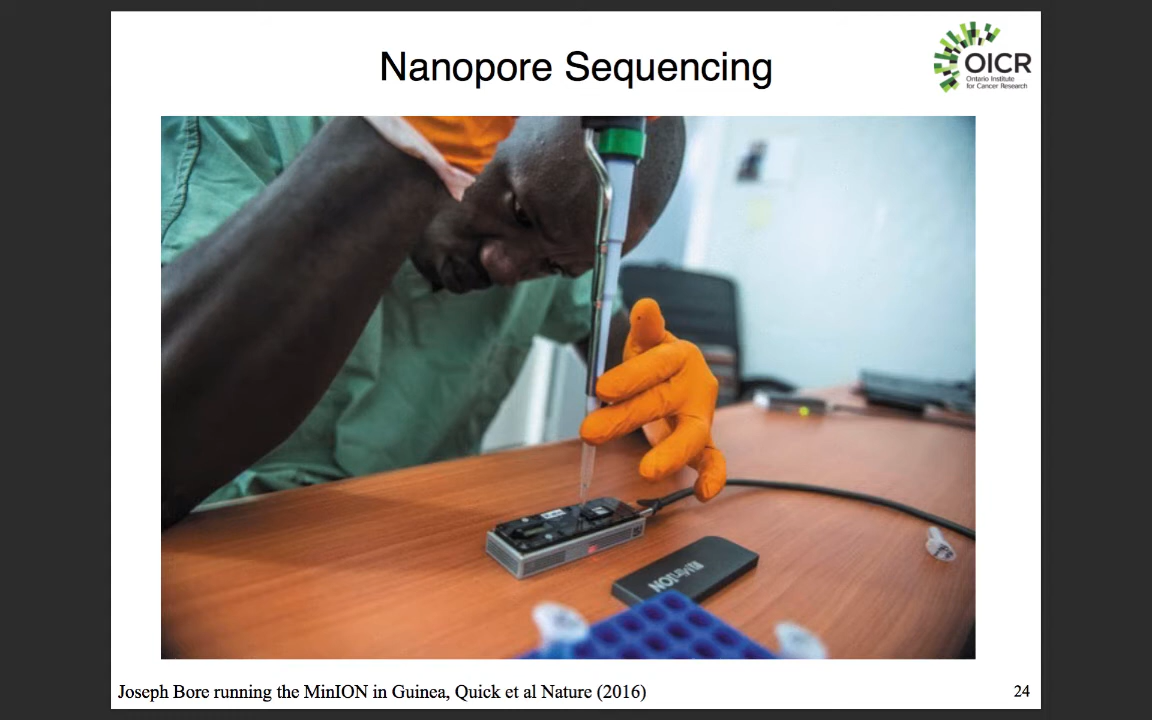 Nanopore Sequencing
OICR
Ontario Institute
for Cancer Research
MinION
Joseph Bore running the MinION in Guinea, Quick et al Nature (2016)
24